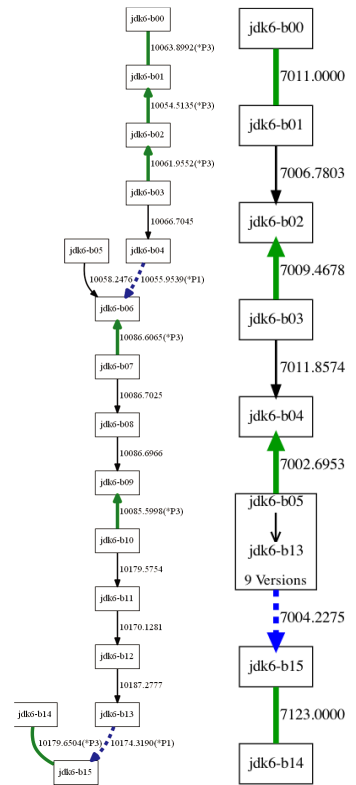 jdk6-b00
10063.8992(*P3)
jdk6-b01
10054.5135(*P3)
jdk6-b02
10061.9552(*P3)
jdk6-b03
10066.7045
jdk6-b05
jdk6-b04
10058.2476
10055.9539(*P1)
jdk6-b06
10086.6065(*P3)
jdk6-b07
10086.7025
jdk6-b08
10086.6966
jdk6-b09
10085.5998(*P3)
jdk6-b10
10179.5754
jdk6-b11
10170.1281
jdk6-b12
10187.2777
jdk6-b14
jdk6-b13
10179.6504(*P3)
10174.3190(*P1)
jdk6-b15
jdk6-b00
7011.0000
jdk6-b01
7006.7803
jdk6-b02
7009.4678
jdk6-b03
7011.8574
jdk6-b04
7002.6953
jdk6-b05
jdk6-b13
9 Versions
7004.2275
jdk6-b15
7123.0000
jdk6-b14